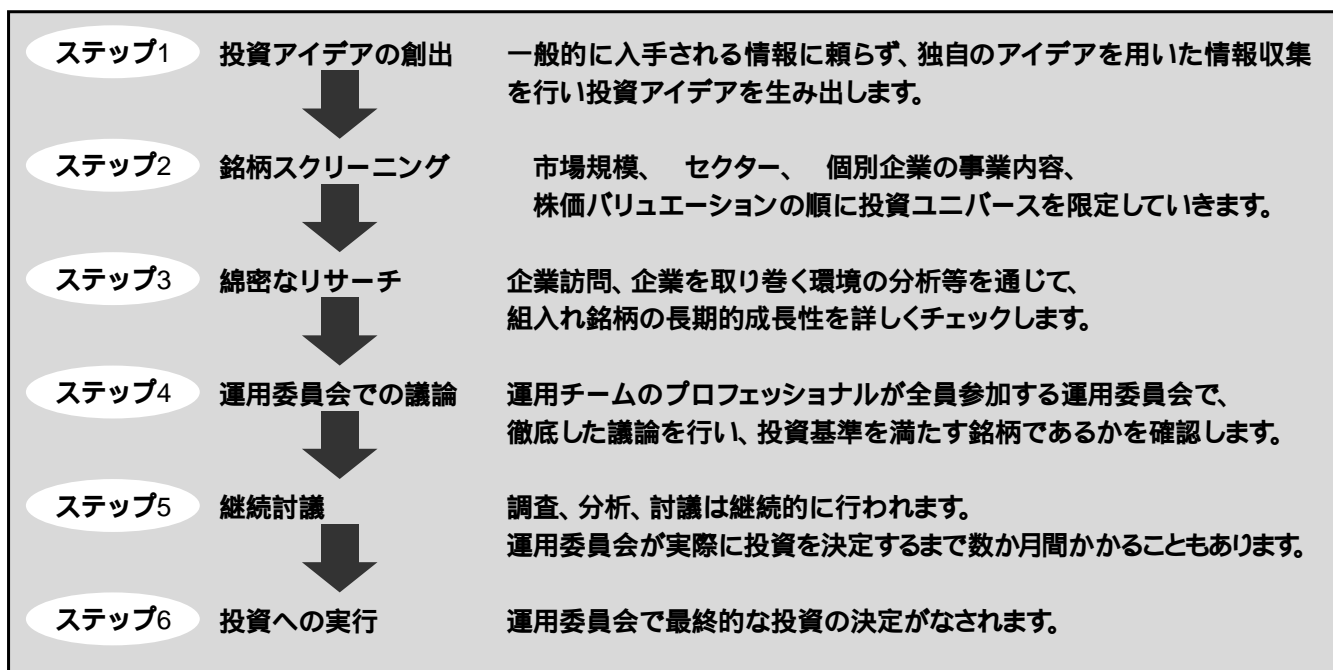 ステップ1 投資アイデアの創出 一般的に入手される情報に頼らず、独自のアイデアを用いた情報収集
を行い投資アイデアを生み出します。
ステップ2 銘柄スクリーニング 市場規模、 セクター、 個別企業の事業内容、
株価バリュエーションの順に投資ユニバースを限定していきます。
ステップ3 綿密なリサーチ 企業訪問、企業を取り巻く環境の分析等を通じて、
組入れ銘柄の長期的成長性を詳しくチェックします。
ステップ4 運用委員会での議論 運用チームのプロフェッショナルが全員参加する運用委員会で、
徹底した議論を行い、投資基準を満たす銘柄であるかを確認します。
ステップ5 継続討議 調査、分析、討議は継続的に行われます。
運用委員会が実際に投資を決定するまで数か月間かかることもあります。
ステップ6 投資への実行 運用委員会で最終的な投資の決定がなされます。